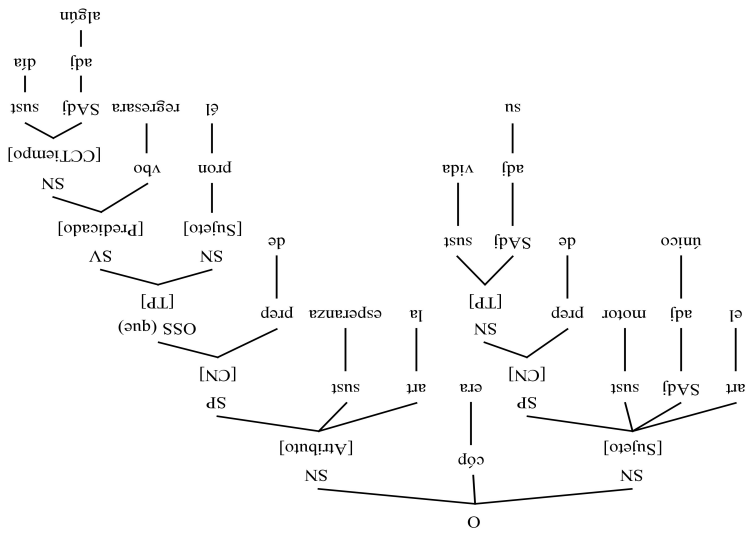 O
SN SN
[Sujeto] cóp [Atributo]
SP SP
art SAdj sust era art sust
[CN] [CN]
SN OSS (que)
el adj motor prep la esperanza prep
[TP] [TP]
SN SV
único de SAdj sust de
[Sujeto] [Predicado]
SN
adj vida pron vbo
[CCTiempo]
su él regresara SAdj sust
adj día
algún